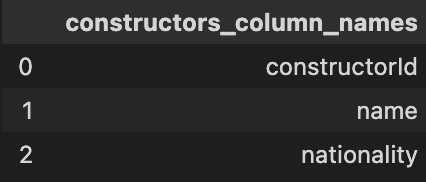 constructors_column_names
0 constructorId
1 name
2 nationality